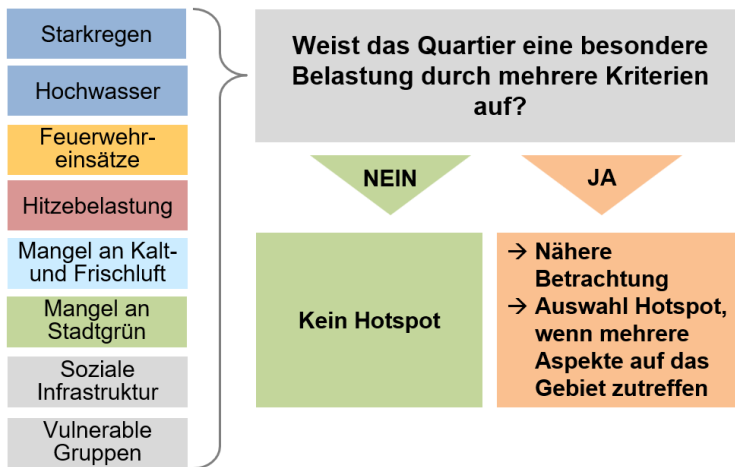 Starkregen
Hochwasser
Feuerwehr-
einsätze
Hitzebelastung
Mangel an Kalt-
und Frischluft
Mangel an
Stadtgrün
Soziale
Infrastruktur
Vulnerable
Gruppen
Weist das Quartier eine besondere
Belastung durch mehrere Kriterien
auf?
NEIN
JA
Kein Hotspot
→ Nähere
Betrachtung
→ Auswahl Hotspot,
wenn mehrere
Aspekte auf das
Gebiet zutreffen